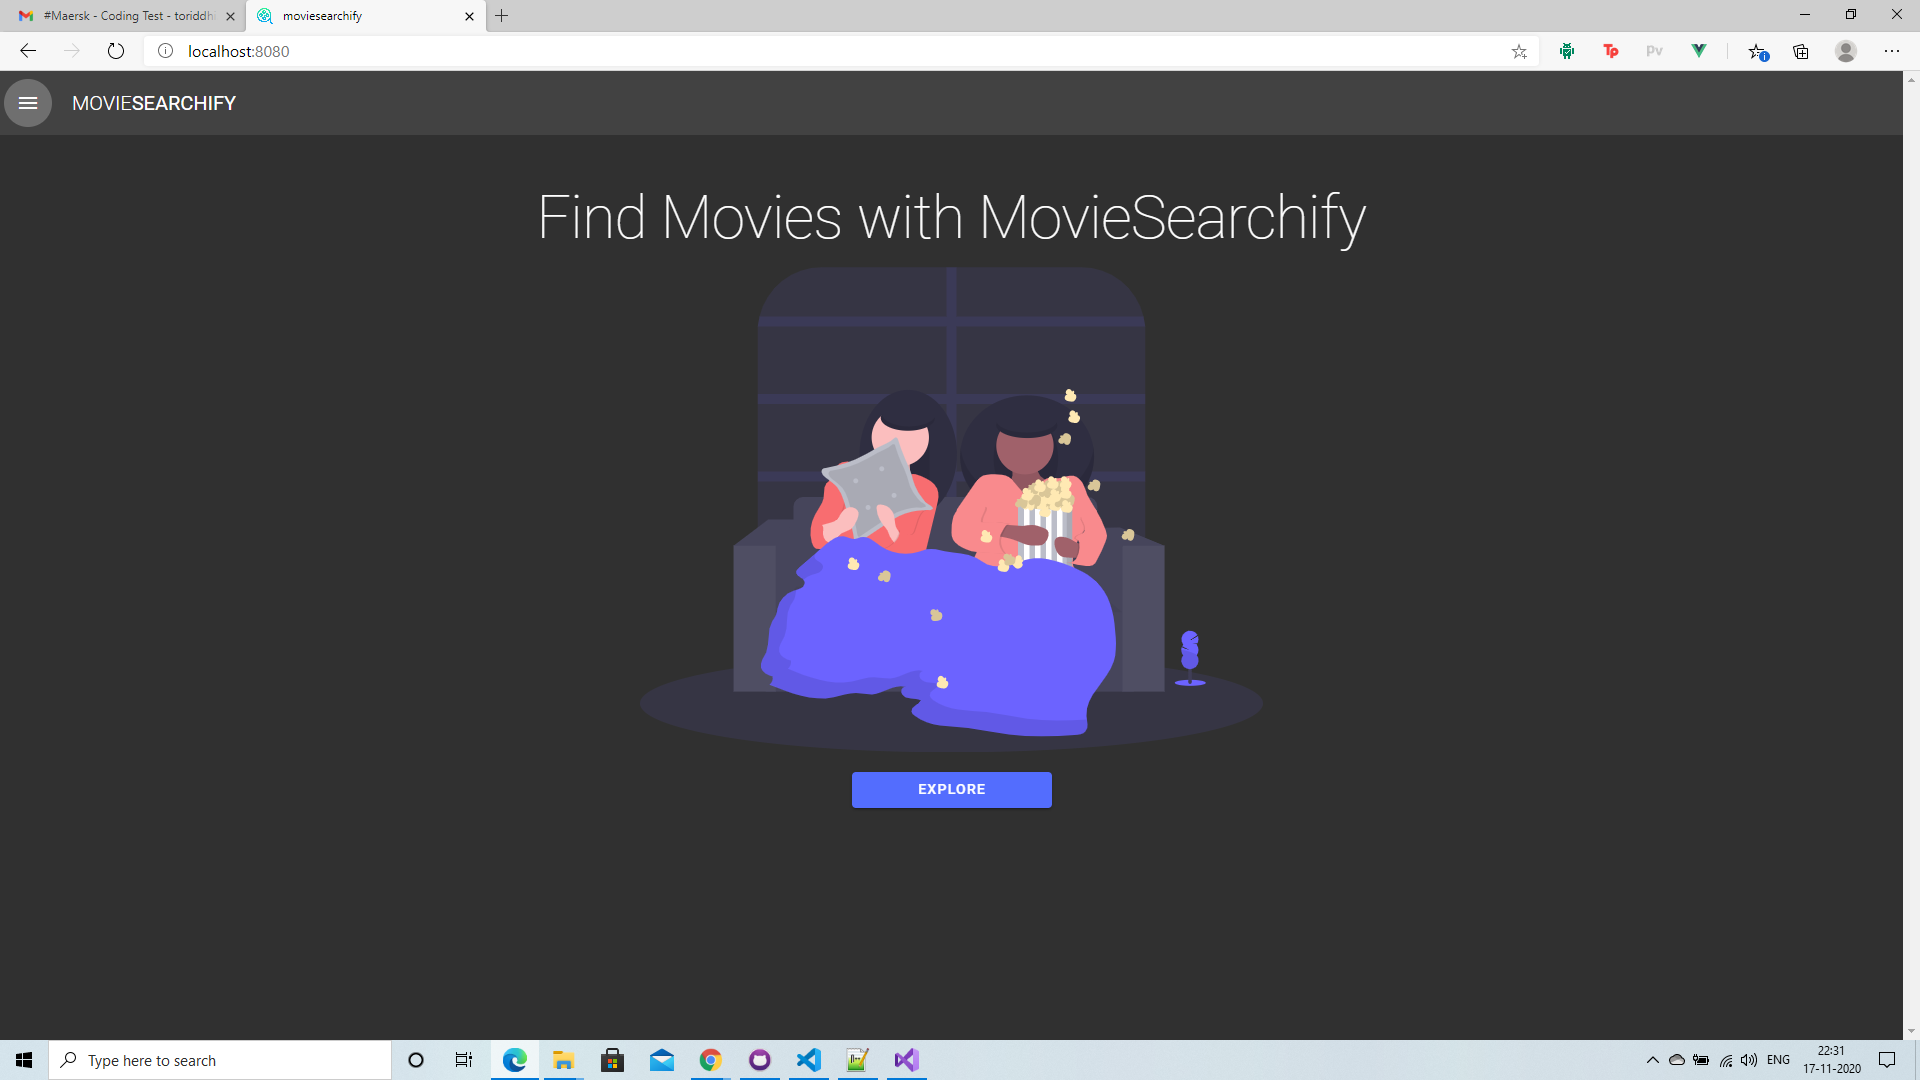 #Maersk - Coding Test - toriddhi
moviesearchify
localhost:8080
Tp
Pv
MOVIESEARCHIFY
Find Movies with MovieSearchify
EXPLORE
Type here to search
ENG
22:31
17-11-2020